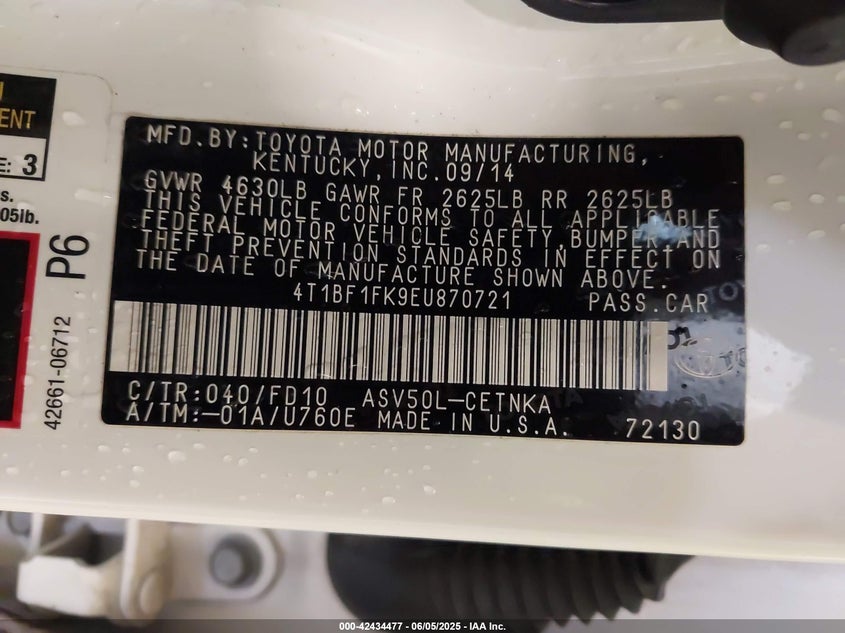 ENT
E: 3
s.
05lb.
P6
42661-06712
MFD.BY:TOYOTA MOTOR MANUFACTURING,
KENTUCKY,INC.09/14
GVWR 4630LB GAWR FR 2625LB RR 2625LB
THIS VEHICLE CONFORMS TO ALL APPLICABLE
FEDERAL MOTOR VEHICLE SAFETY,BUMPER AND
THEFT PREVENTION STANDARDS IN EFFECT ON
THE DATE OF MANUFACTURE SHOWN ABOVE.
4T1BF1FK9EU870721 PASS.CAR
C/TR:040/FD10 ASV50L-CETNKA
A/TM:-01A/U760E MADE IN U.S.A. 72130
000-42434477 - 06/05/2025 - IAA Inc.